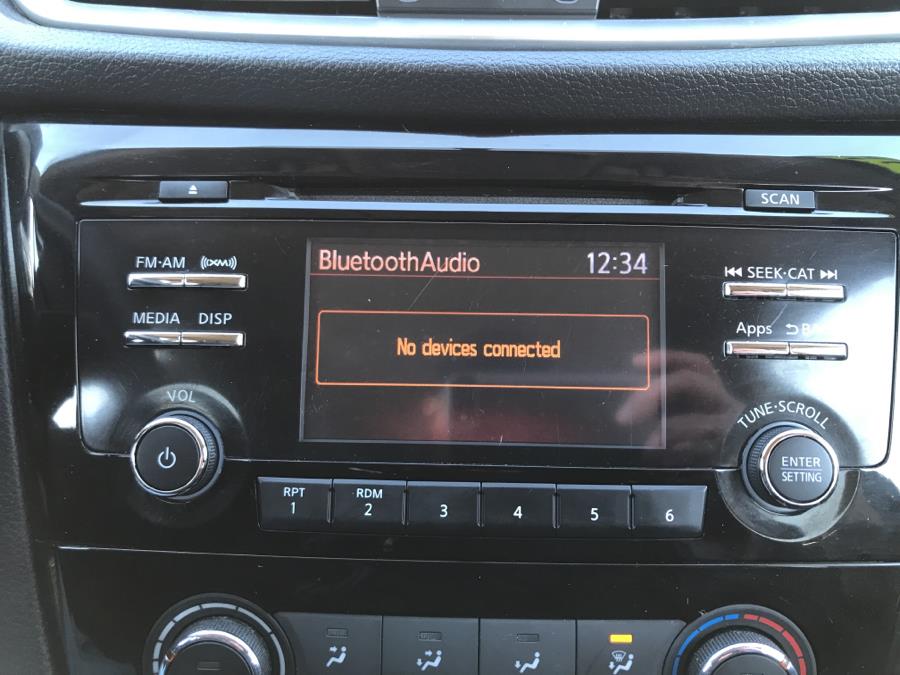 SCAN
FM·AM
((XM))
BluetoothAudio 12:34
SEEK·CAT
MEDIA DISP
No devices connected
Apps
VOL
TUNE·SCROLL
ENTER
SETTING
RPT
1
RDM
2
3
4
5
6